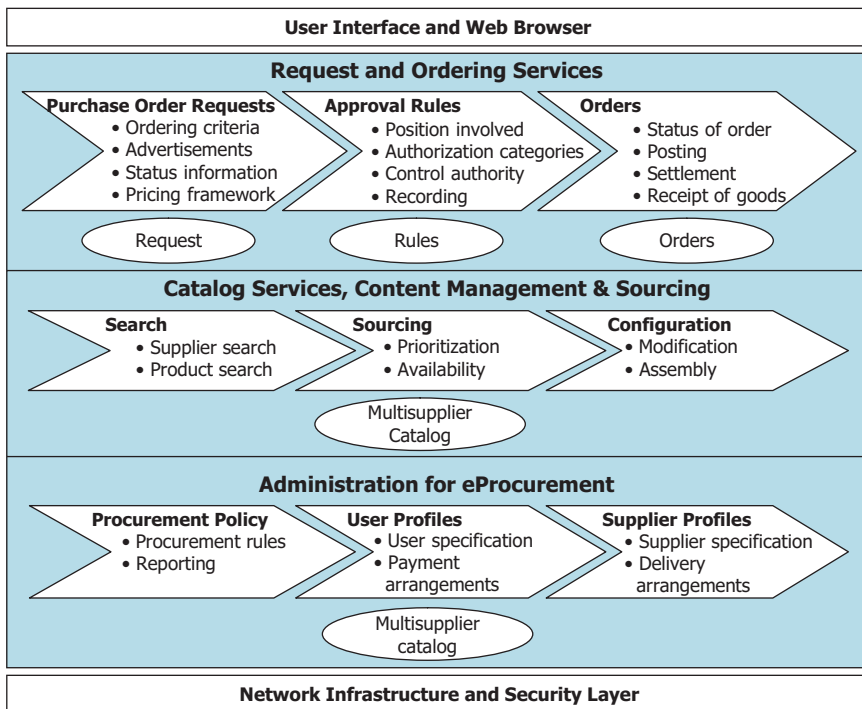 User Interface and Web Browser
Request and Ordering Services
Purchase Order Requests
• Ordering criteria
• Advertisements
• Status information
• Pricing framework
Approval Rules
• Position involved
• Authorization categories
• Control authority
• Recording
Orders
• Status of order
• Posting
• Settlement
• Receipt of goods
Request
Rules
Orders
Catalog Services, Content Management & Sourcing
Search
• Supplier search
• Product search
Sourcing
• Prioritization
• Availability
Configuration
• Modification
• Assembly
Multisupplier
Catalog
Administration for eProcurement
Procurement Policy
• Procurement rules
• Reporting
User Profiles
• User specification
• Payment
arrangements
Supplier Profiles
• Supplier specification
• Delivery
arrangements
Multisupplier
catalog
Network Infrastructure and Security Layer